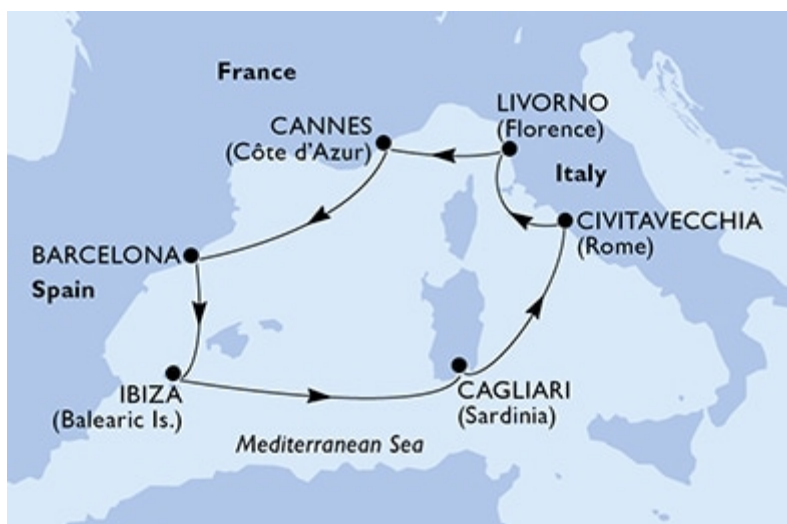 France
LIVORNO
(Florence)
CANNES
(Côte d'Azur)
Italy
CIVITAVECCHIA
(Rome)
BARCELONA
Spain
IBIZA
(Balearic Is.)
CAGLIARI
(Sardinia)
Mediterranean Sea